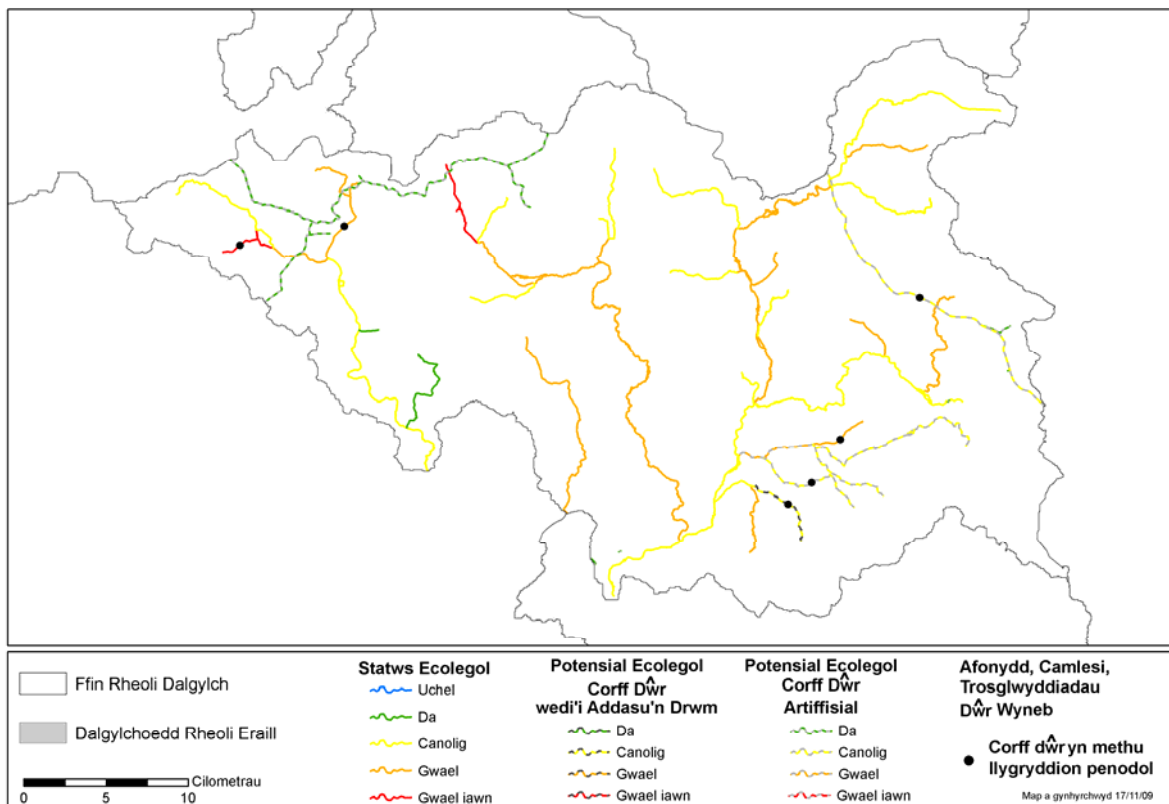 Ffin Rheoli Dalgylch
Dalgylchoedd Rheoli Eraill
Cilometrau
0 5 10
Statws Ecolegol
Uchel
Da
Canolig
Gwael
Gwael iawn
Potensial Ecolegol
Corff Dŵr
wedi'i Addasu'n Drwm
Da
Canolig
Gwael
Gwael iawn
Potensial Ecolegol
Corff Dŵr
Artiffisial
Da
Canolig
Gwael
Gwael iawn
Afonydd, Camlesi,
Trosglwyddiadau
Dŵr Wyneb
Corff dŵr yn methu
llygryddion penodol
Map a gynhyrchwyd 17/11/09